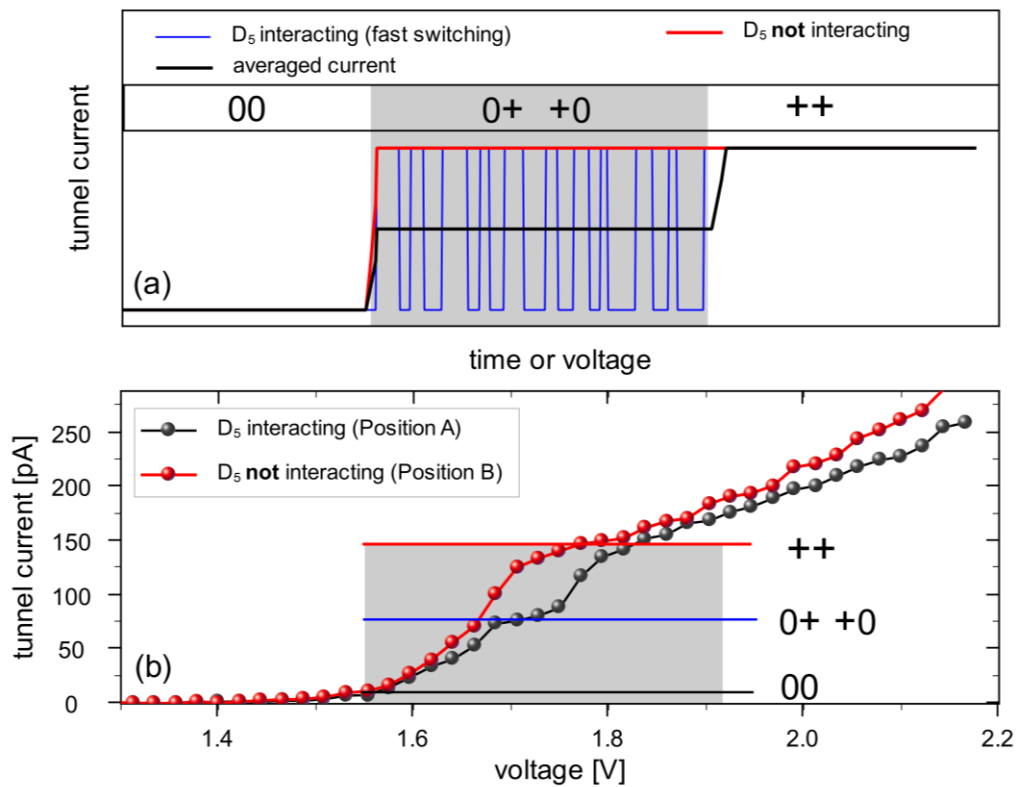 D5 interacting (fast switching)
D5 not interacting
averaged current
00
0+ +0
++
tunnel current
(a)
time or voltage
D5 interacting (Position A)
D5 not interacting (Position B)
250
200
150
100
50
0
tunnel current [pA]
++
0+ +0
00
(b)
1.4
1.6
1.8
2.0
2.2
voltage [V]